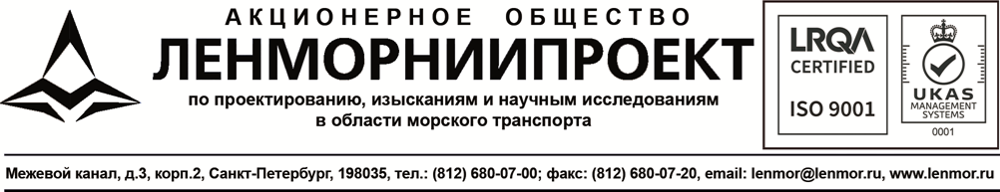 АКЦИОНЕРНОЕ ОБЩЕСТВО
ЛЕНМОРНИИПРОЕКТ
по проектированию, изысканиям и научным исследованиям
в области морского транспорта
LRQA
CERTIFIED
ISO 9001
UKAS
MANAGEMENT
SYSTEMS
0001
Межевой канал, д.3, корп.2, Санкт-Петербург, 198035, тел.: (812) 680-07-00; факс: (812) 680-07-20, email: lenmor@lenmor.ru, www.lenmor.ru